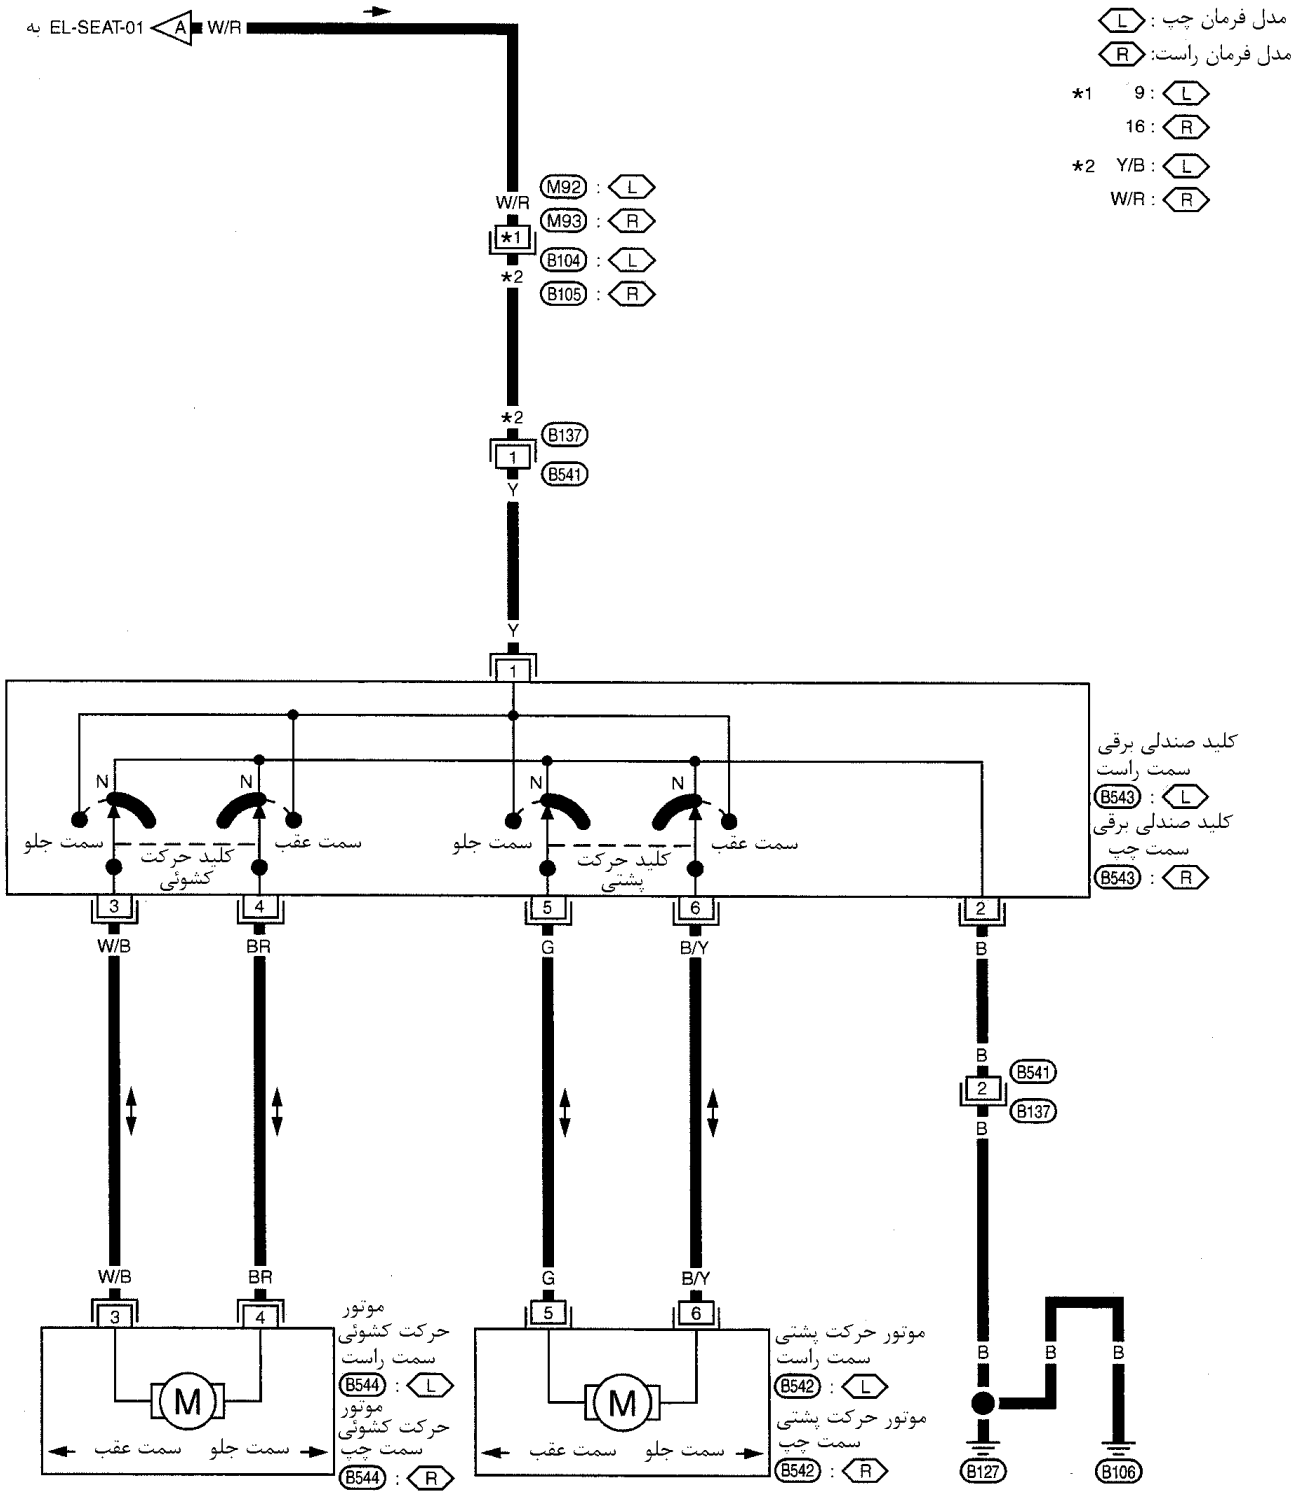 به EL-SEAT-01 A W/R
مدل فرمان چپ : L
مدل فرمان راست: R
*1 9 : L
16 : R
*2 Y/B : L
W/R : R
W/R
M92 : L
M93 : R
*1
B104 : L
*2
B105 : R
*2
B137
1
B541
Y
Y
1
کلید صندلی برقی
سمت راست
B543 : L
کلید صندلی برقی
سمت چپ
B543 : R
N N N N
سمت جلو
کلید حرکت
کشوئی
سمت عقب
سمت جلو
کلید حرکت
پشتی
سمت عقب
3 4 5 6 2
W/B BR G B/Y B
B
B541
2
B137
B
W/B BR G B/Y
3 4 5 6
موتور
حرکت کشوئی
سمت راست
B544 : L
موتور
حرکت کشوئی
سمت چپ
B544 : R
M
سمت عقب سمت جلو
موتور حرکت پشتی
سمت راست
B542 : L
موتور حرکت پشتی
سمت چپ
B542 : R
M
سمت عقب سمت جلو
B B B
B127 B106